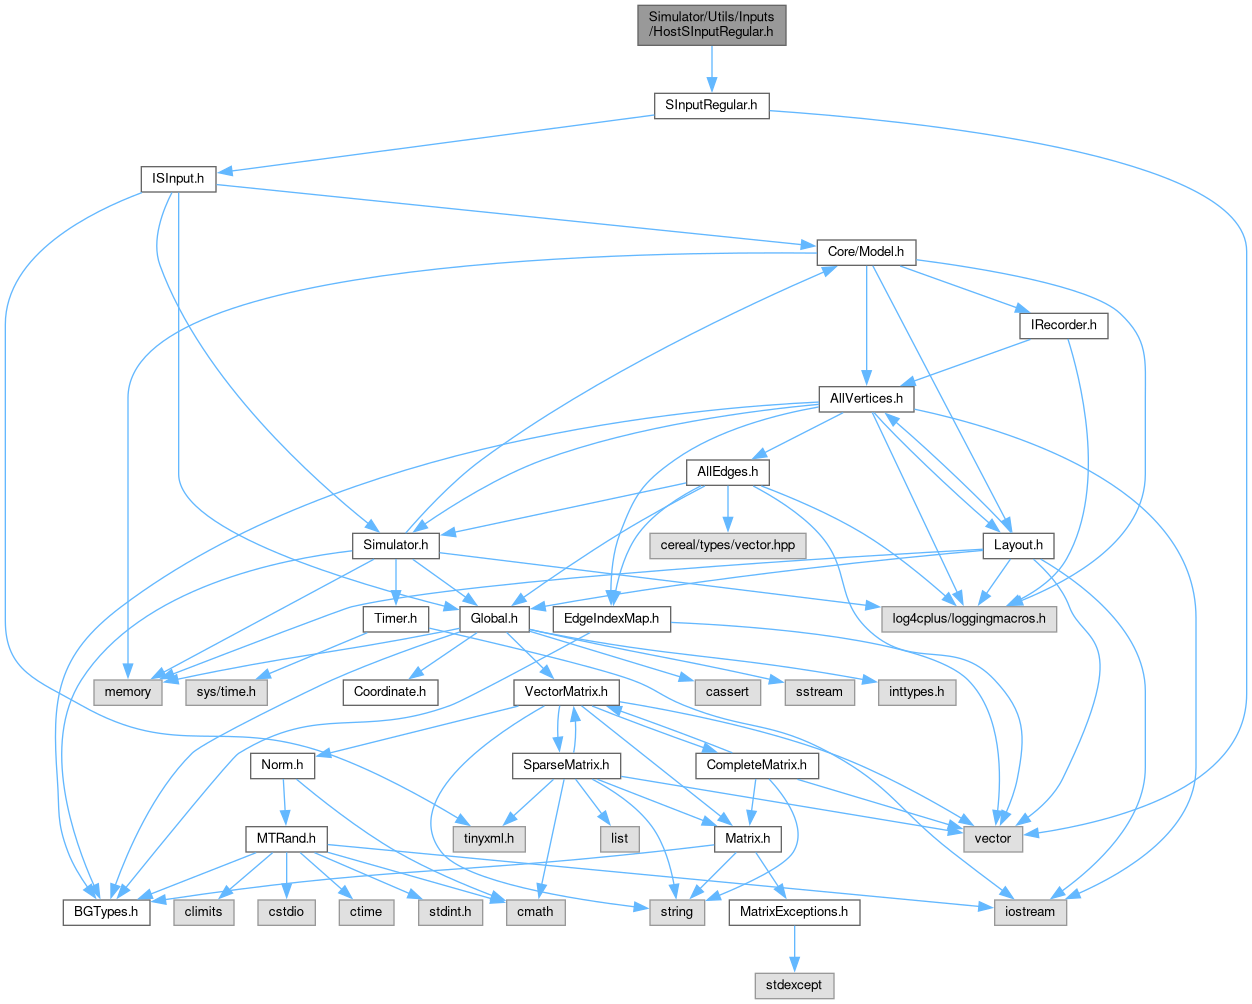 Simulator/Utils/Inputs
/HostSInputRegular.h
SInputRegular.h
ISInput.h
Core/Model.h
IRecorder.h
AllVertices.h
AllEdges.h
Simulator.h
cereal/types/vector.hpp
Layout.h
Timer.h
Global.h
EdgeIndexMap.h
log4cplus/loggingmacros.h
memory
sys/time.h
Coordinate.h
VectorMatrix.h
cassert
sstream
inttypes.h
Norm.h
SparseMatrix.h
CompleteMatrix.h
MTRand.h
tinyxml.h
list
Matrix.h
vector
BGTypes.h
climits
cstdio
ctime
stdint.h
cmath
string
MatrixExceptions.h
iostream
stdexcept